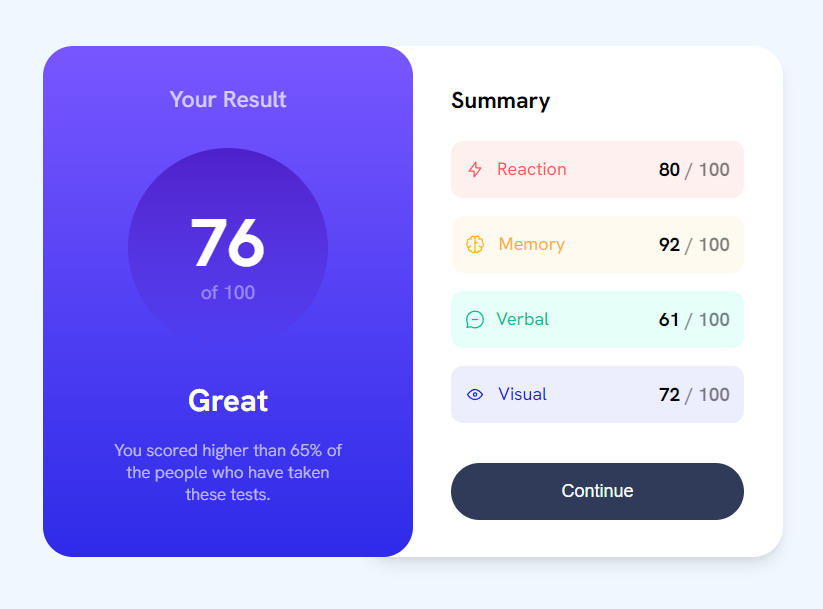 Your Result
76
of 100
Great
You scored higher than 65% of
the people who have taken
these tests.
Summary
Reaction 80 / 100
Memory 92 / 100
Verbal 61 / 100
Visual 72 / 100
Continue